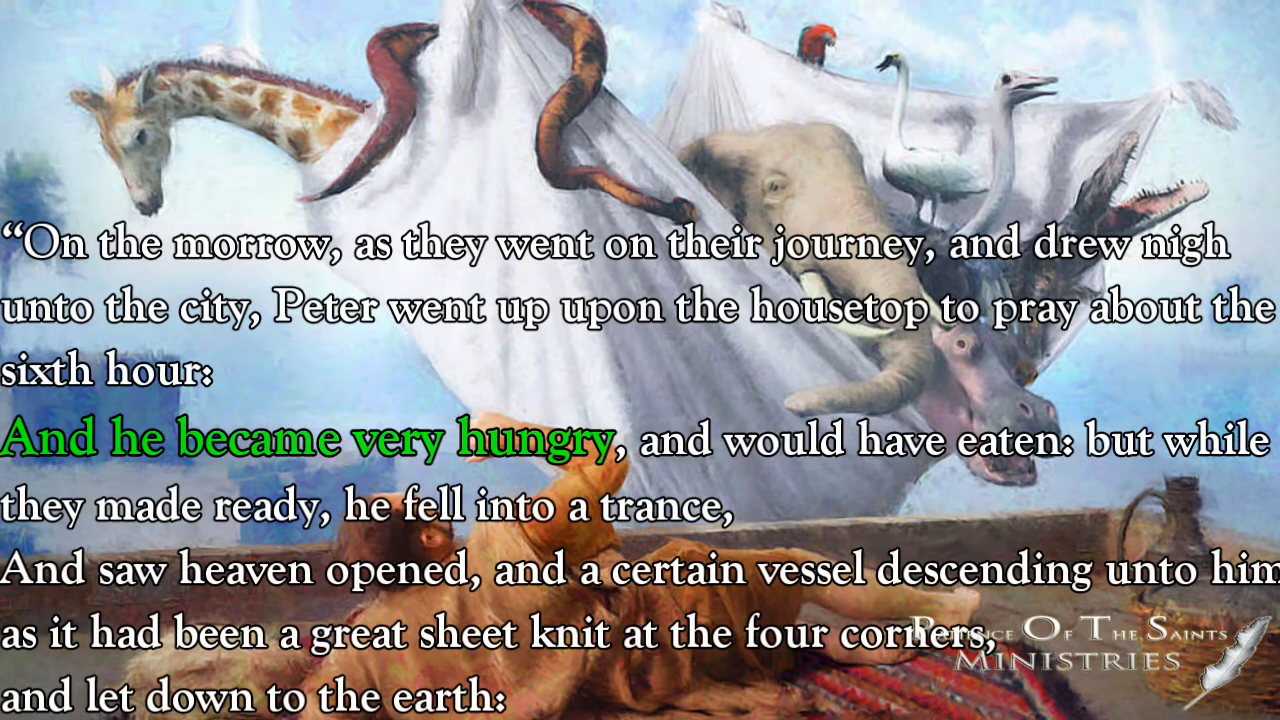 “On the morrow, as they went on their journey, and drew nigh
unto the city, Peter went up upon the housetop to pray about the
sixth hour:
And he became very hungry, and would have eaten: but while
they made ready, he fell into a trance,
And saw heaven opened, and a certain vessel descending unto him
as it had been a great sheet knit at the four corners,
and let down to the earth:
Of The Saints
Ministries